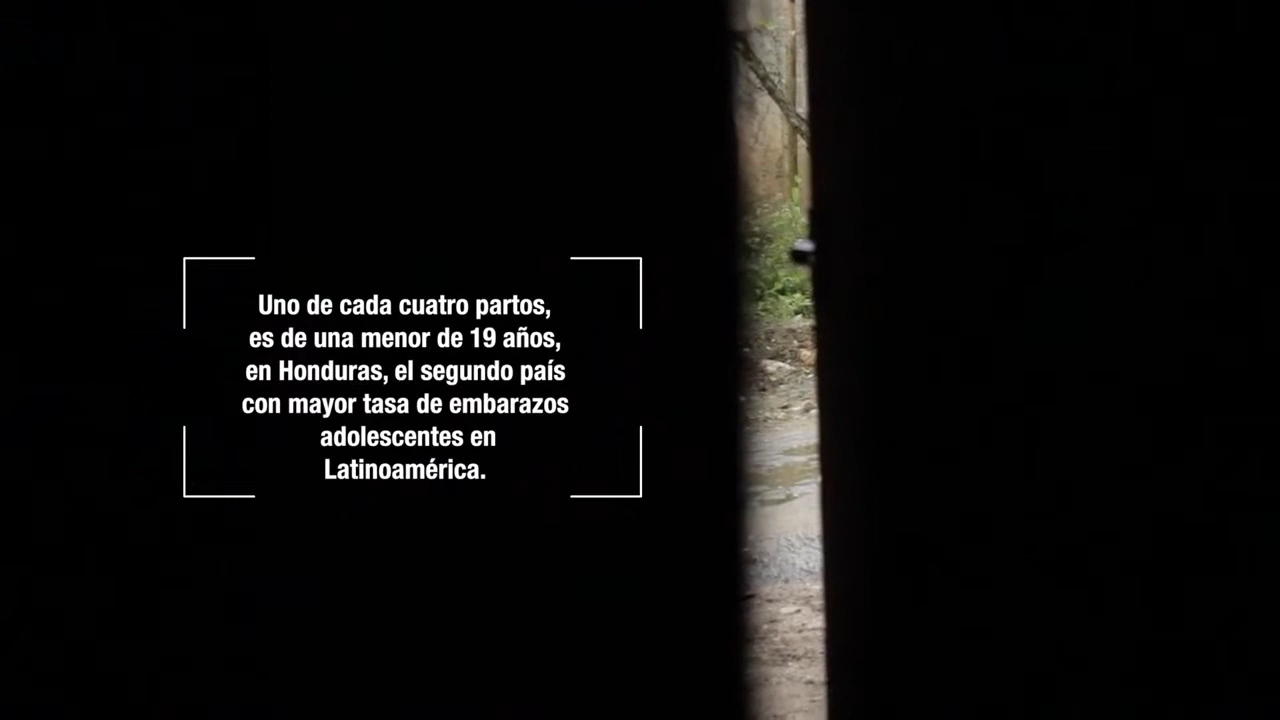 Uno de cada cuatro partos,
es de una menor de 19 años,
en Honduras, el segundo país
con mayor tasa de embarazos
adolescentes en
Latinoamérica.